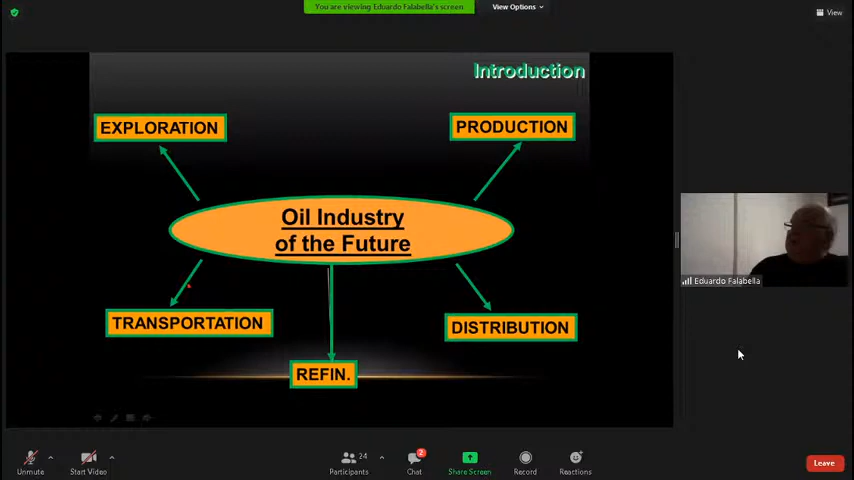 You are viewing Eduardo Falabella's screen
View Options
View
Introduction
EXPLORATION
PRODUCTION
Oil Industry
of the Future
TRANSPORTATION
DISTRIBUTION
REFIN.
Eduardo Falabella
Unmute
Start Video
24
Participants
2
Chat
Share Screen
Record
Reactions
Leave